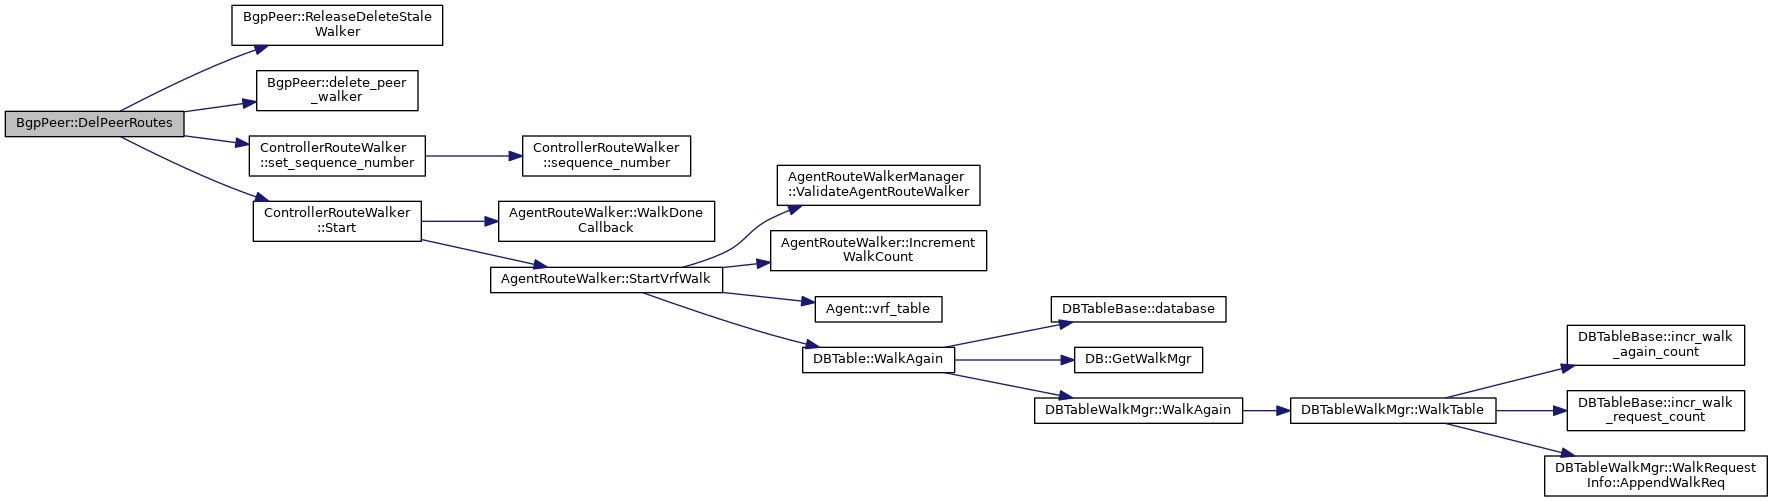 BgpPeer::ReleaseDeleteStale
Walker
BgpPeer::delete_peer
_walker
BgpPeer::DelPeerRoutes
ControllerRouteWalker
::set_sequence_number
ControllerRouteWalker
::sequence_number
ControllerRouteWalker
::Start
AgentRouteWalker::WalkDone
Callback
AgentRouteWalker::StartVrfWalk
AgentRouteWalkerManager
::ValidateAgentRouteWalker
AgentRouteWalker::Increment
WalkCount
Agent::vrf_table
DBTable::WalkAgain
DBTableBase::database
DB::GetWalkMgr
DBTableWalkMgr::WalkAgain
DBTableWalkMgr::WalkTable
DBTableBase::incr_walk
_again_count
DBTableBase::incr_walk
_request_count
DBTableWalkMgr::WalkRequest
Info::AppendWalkReq